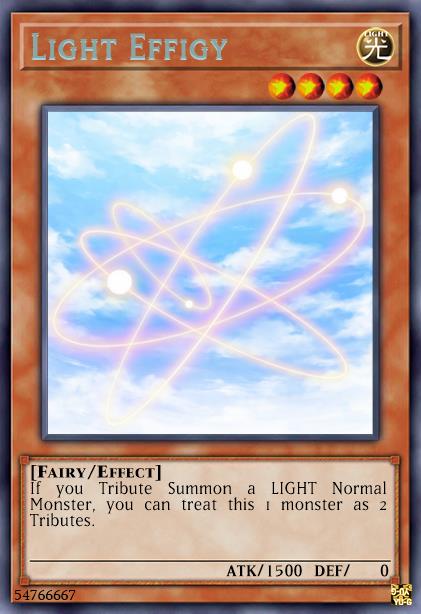 Light Effigy
LIGHT
光
[Fairy/Effect]
If you Tribute Summon a LIGHT Normal
Monster, you can treat this 1 monster as 2
Tributes.
ATK/1500 DEF/ 0
54766667